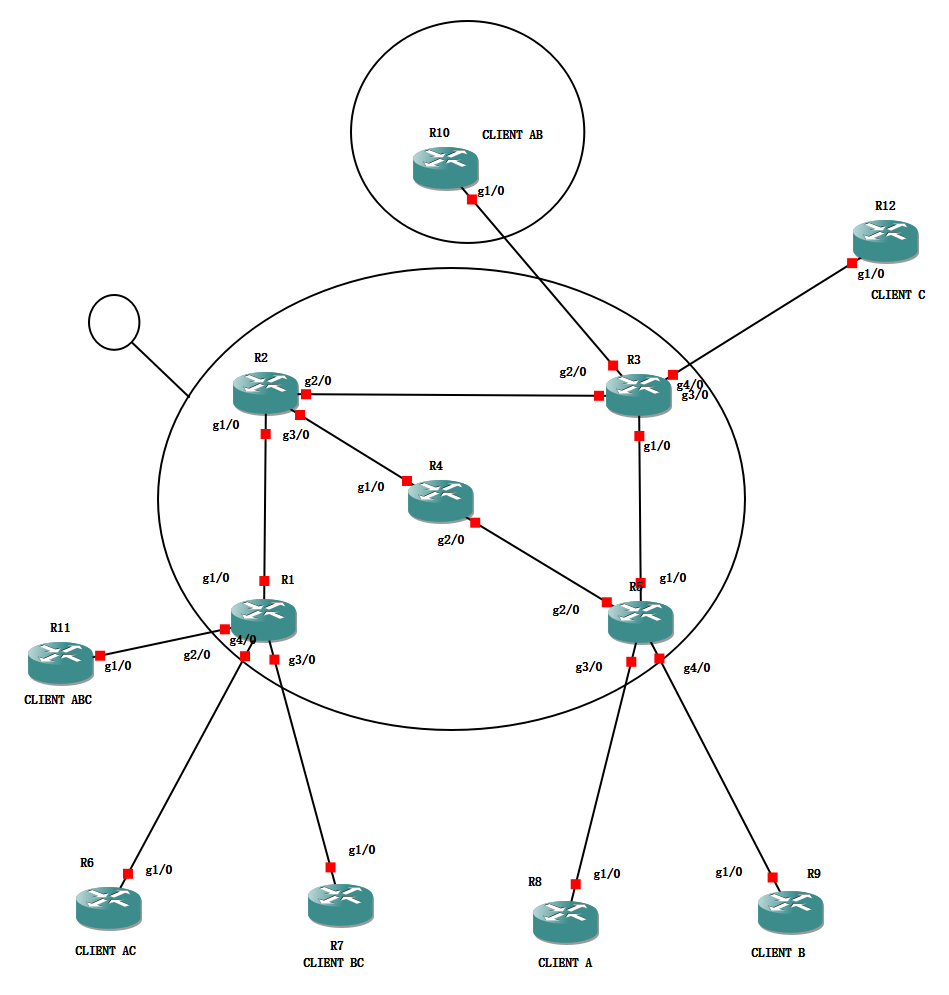 R10
CLIENT AB
g1/0
R12
g1/0
CLIENT C
R2
g2/0
g1/0
g3/0
R3
g2/0
g4/0
g3/0
g1/0
R4
g1/0
g2/0
g1/0
R1
g4/0
g2/0
g3/0
R11
g1/0
CLIENT ABC
g1/0
R5
g2/0
g3/0
g4/0
R6
g1/0
CLIENT AC
g1/0
R7
CLIENT BC
R8
g1/0
CLIENT A
g1/0
R9
CLIENT B